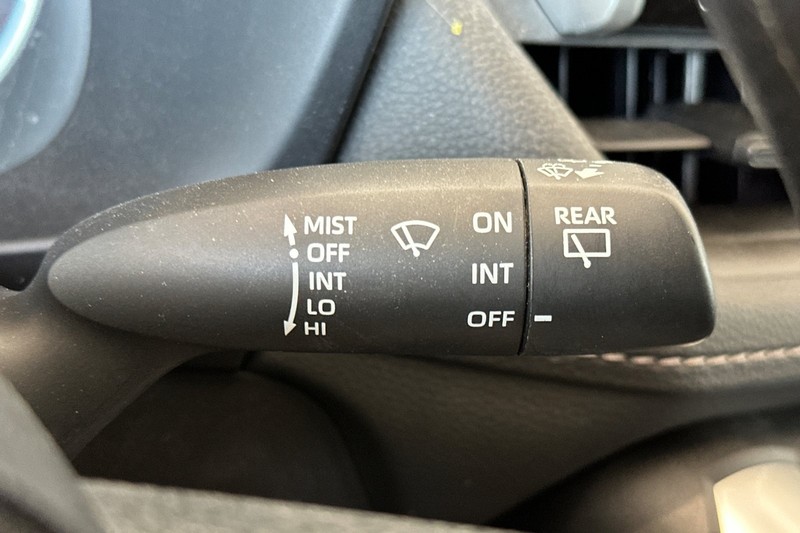 MIST
OFF
INT
LO
HI
ON
INT
OFF
REAR